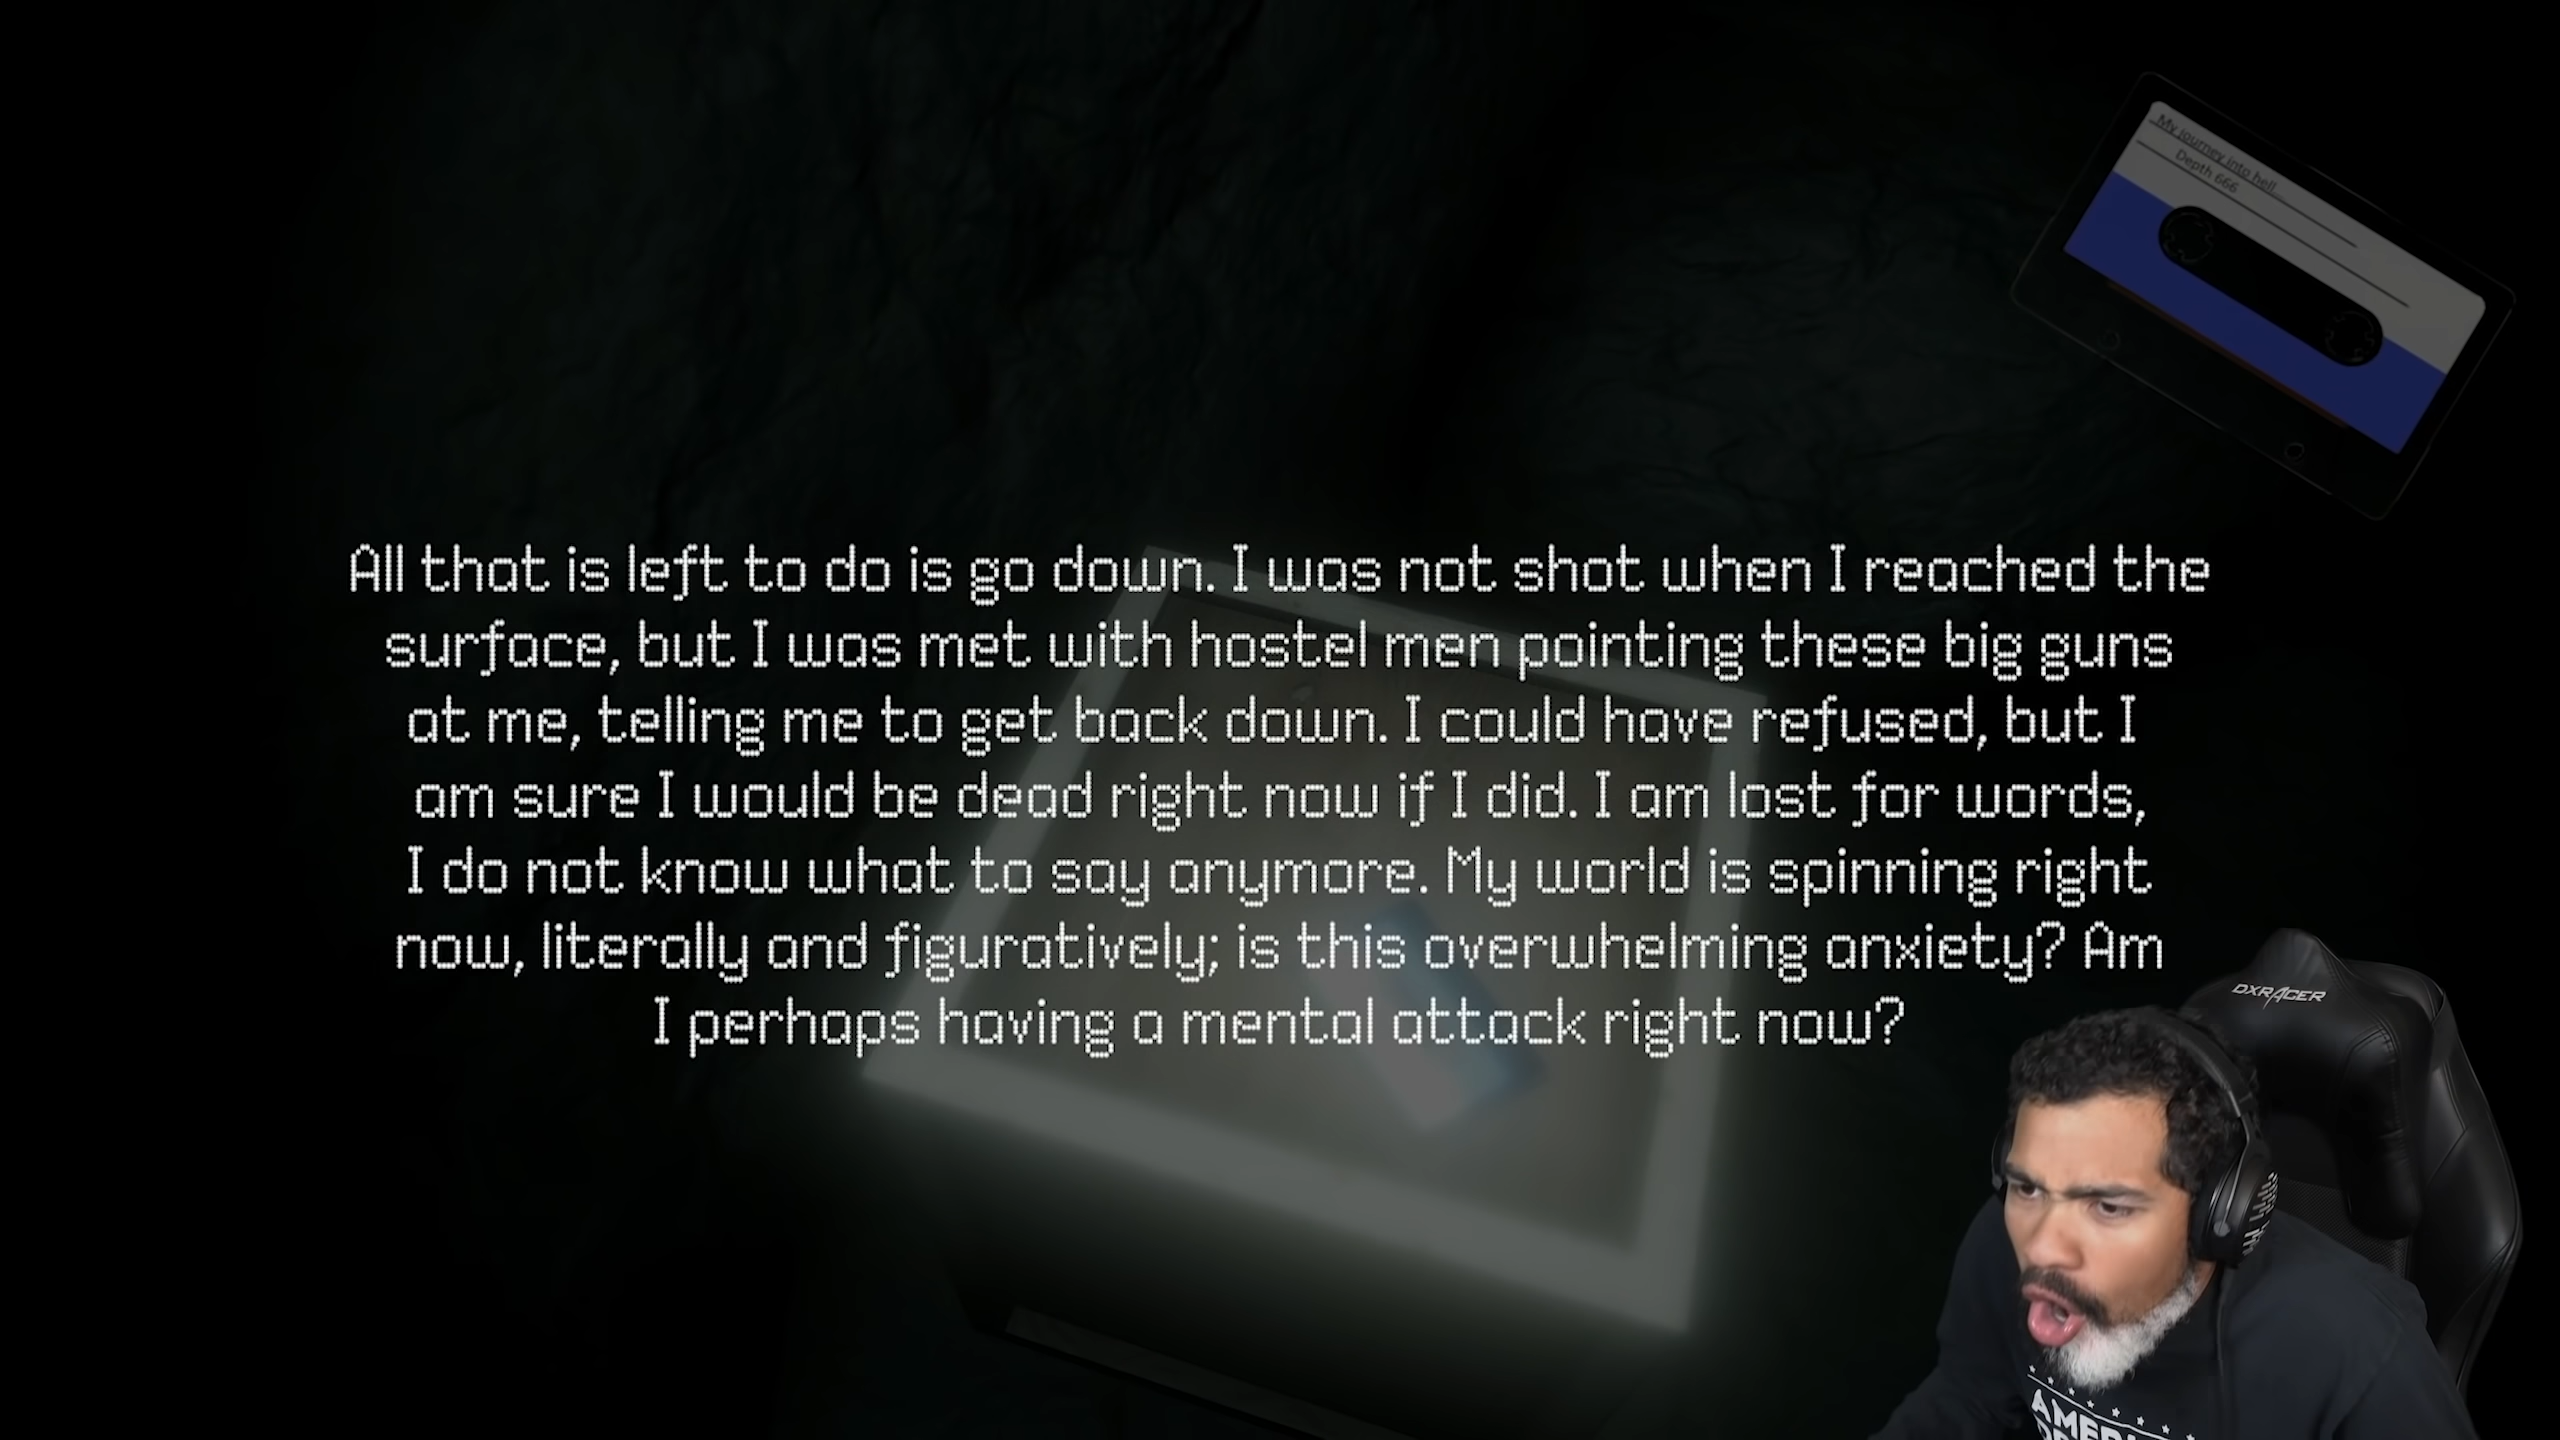 My journey into hell...
Depth 666
All that is left to do is go down. I was not shot when I reached the
surface, but I was met with hostel men pointing these big guns
at me, telling me to get back down. I could have refused, but I
am sure I would be dead right now if I did. I am lost for words,
I do not know what to say anymore. My world is spinning right
now, literally and figuratively; is this overwhelming anxiety? Am
I perhaps having a mental attack right now?
DXRACER